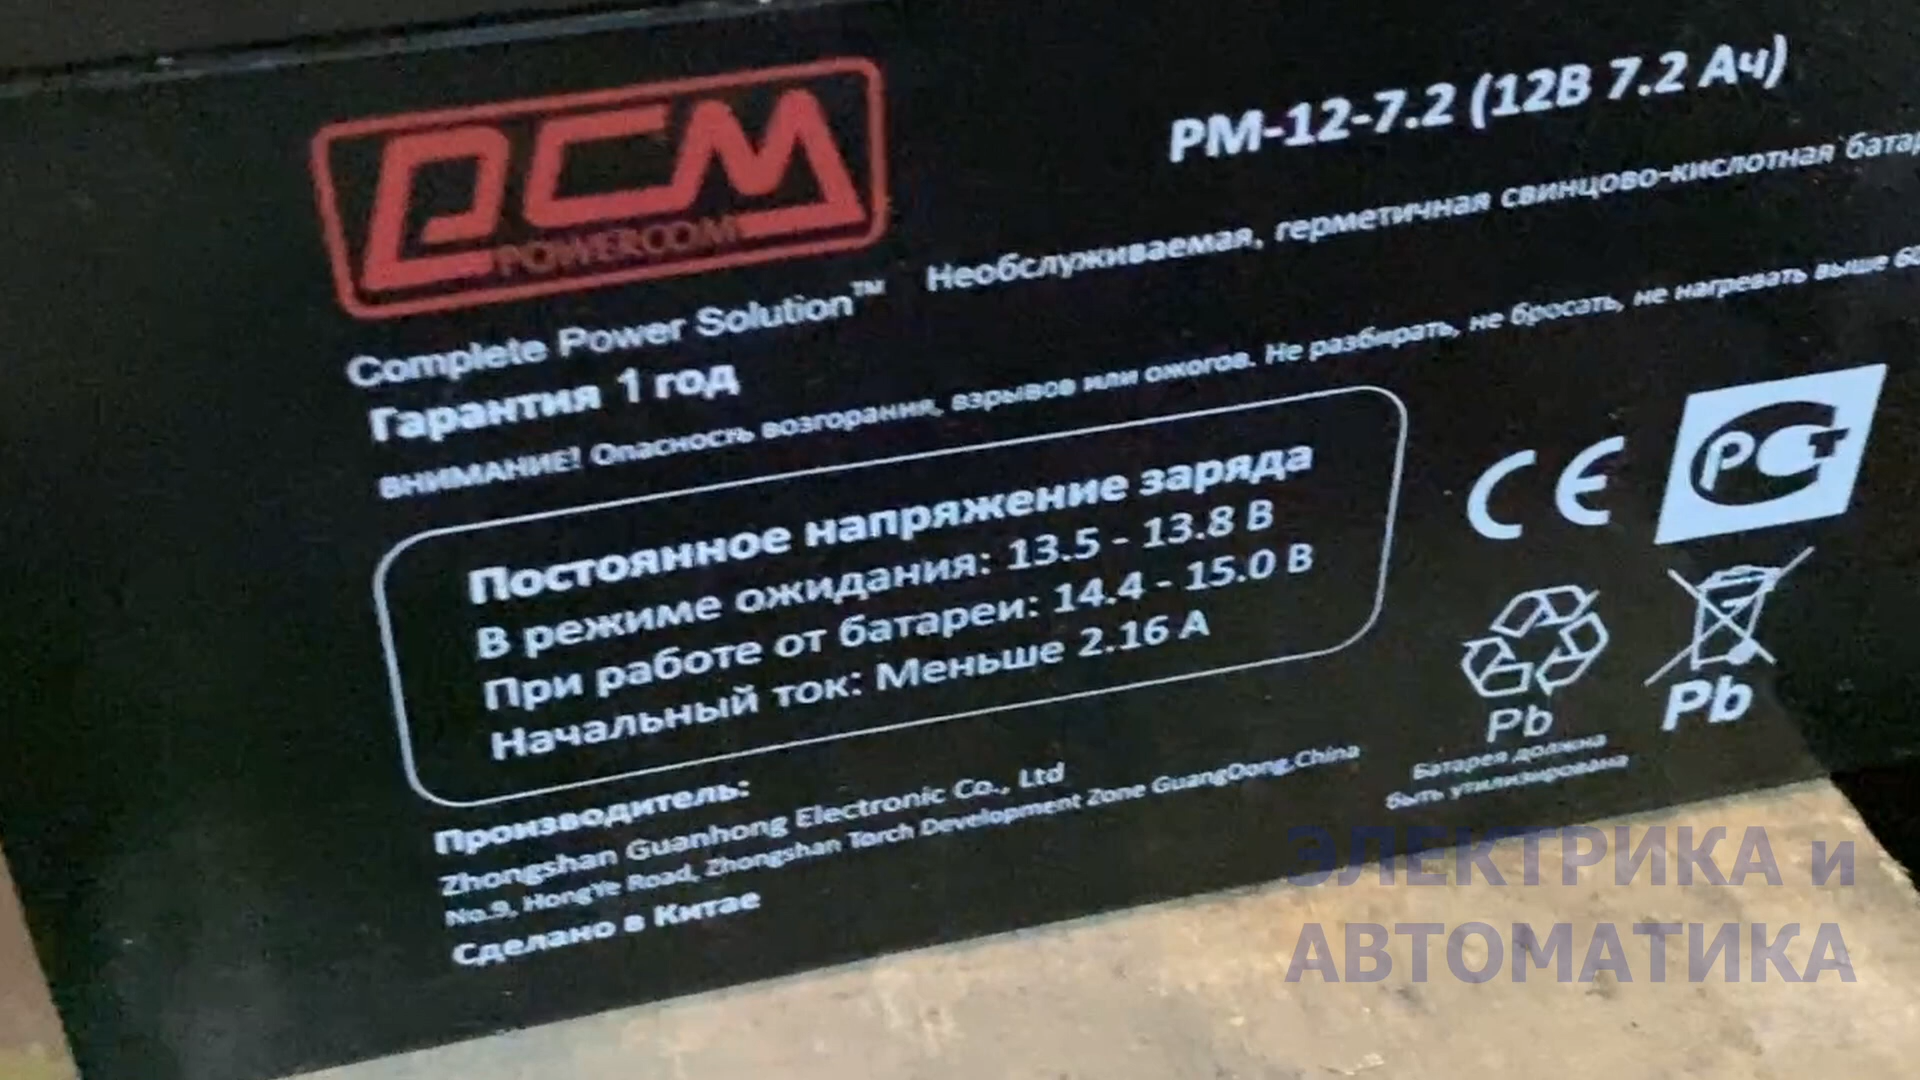 PCM
POWERCOM
PM-12-7.2 (12В 7.2 Ач)
Complete Power Solution™
Необслуживаемая, герметичная свинцово-кислотная
Гарантия 1 год
ВНИМАНИЕ! Опасность возгорания, взрывов или ожогов. Не разбирать, не бросать, не нагревать выше
Постоянное напряжение заряда
В режиме ожидания: 13.5 - 13.8 В
При работе от батареи: 14.4 - 15.0 В
Начальный ток: Меньше 2.16 А
CE
РСТ
Pb
Pb
Батарея должна
быть утилизирована
Производитель:
Zhongshan Guanhong Electronic Co., Ltd
No.9, HongYe Road, Zhongshan Torch Development Zone GuangDong,China
Сделано в Китае
ЭЛЕКТРИКА и
АВТОМАТИКА